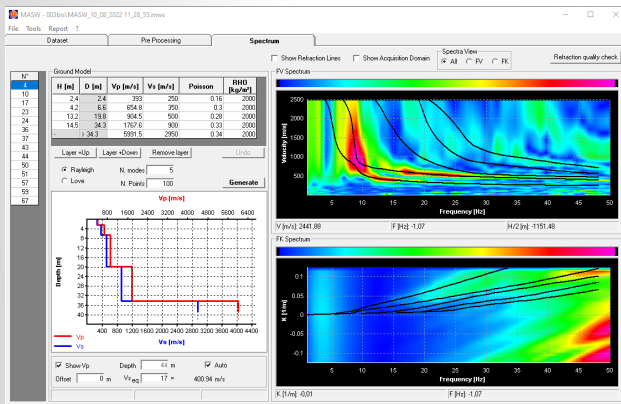 MASW - 003bis\MASW_10_08_2022 11_28_55.mwe
File Tools Report ?
Dataset Pre Processing Spectrum
Show Refraction Lines Show Acquisition Domain Spectra View All FV FK Refraction quality check
N° Ground Model FV Spectrum
H [m] D [m] Vp [m/s] Vs [m/s] Poisson RHO [kg/m³]
2,4 2.4 393 250 0.16 2000
4,2 6.6 654.8 350 0.3 2000
13,2 19.8 904.5 500 0.28 2000
14,5 34.3 1767.6 900 0.33 2000
- > 34.3 5991.5 2950 0.34 2000
4
10
17
23
24
36
37
43
44
50
51
57
59
67
Layer +Up Layer +Down Remove layer Undo
Rayleigh N. modes 5
Love N. Points 100 Generate
Vp [m/s]
800 1200 1600 2000 2400 2800 3200 3600 4000 4400 4800 5200 5600 6400
Depth [m]
4
8
12
16
20
24
28
32
36
40
Vp
Vs
400 800 1200 1600 2000 2400 2800 3200 3600 4000 4400
Vs [m/s]
Show Vp Depth 44 m Auto
Offset 0 m Vs eq 17 = 400.94 m/s
Velocity [m/s]
2500
2000
1500
1000
500
5 10 15 20 25 30 35 40 45 50
Frequency [Hz]
V [m/s]: 2441,88 F [Hz]: -1,07 H/2 [m]: -1151,48
FK Spectrum
K [1/m]
0.1
0.05
0
-0.05
-0.1
5 10 15 20 25 30 35 40 45 50
Frequency [Hz]
K [1/m]: -0,01 F [Hz]: -1,07